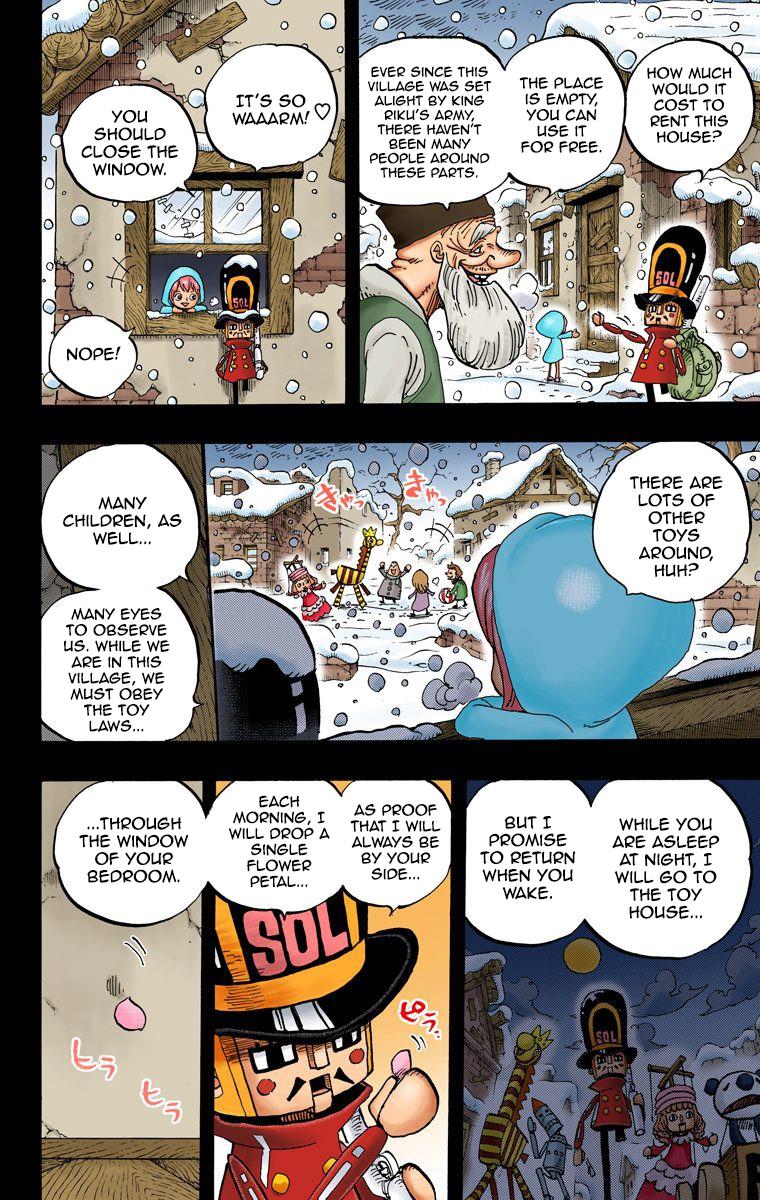 HOW MUCH
WOULD IT
COST TO
RENT THIS
HOUSE?
THE PLACE
IS EMPTY,
YOU CAN
USE IT
FOR FREE.
EVER SINCE THIS
VILLAGE WAS SET
ALIGHT BY KING
RIKU'S ARMY,
THERE HAVEN'T
BEEN MANY
PEOPLE AROUND
THESE PARTS.
SOL
IT'S SO
WAAARM! ♡
YOU
SHOULD
CLOSE THE
WINDOW.
SOL
NOPE!
THERE ARE
LOTS OF
OTHER
TOYS
AROUND,
HUH?
きゃっ
きゃっ
MANY
CHILDREN, AS
WELL...
MANY EYES
TO OBSERVE
US. WHILE WE
ARE IN THIS
VILLAGE, WE
MUST OBEY
THE TOY
LAWS...
WHILE YOU
ARE ASLEEP
AT NIGHT, I
WILL GO TO
THE TOY
HOUSE...
BUT I
PROMISE
TO RETURN
WHEN YOU
WAKE.
SOL
AS PROOF
THAT I WILL
ALWAYS BE
BY YOUR
SIDE...
EACH
MORNING, I
WILL DROP A
SINGLE
FLOWER
PETAL...
SOL
ピラッ
...THROUGH
THE WINDOW
OF YOUR
BEDROOM.
ヒラ
ヒラ